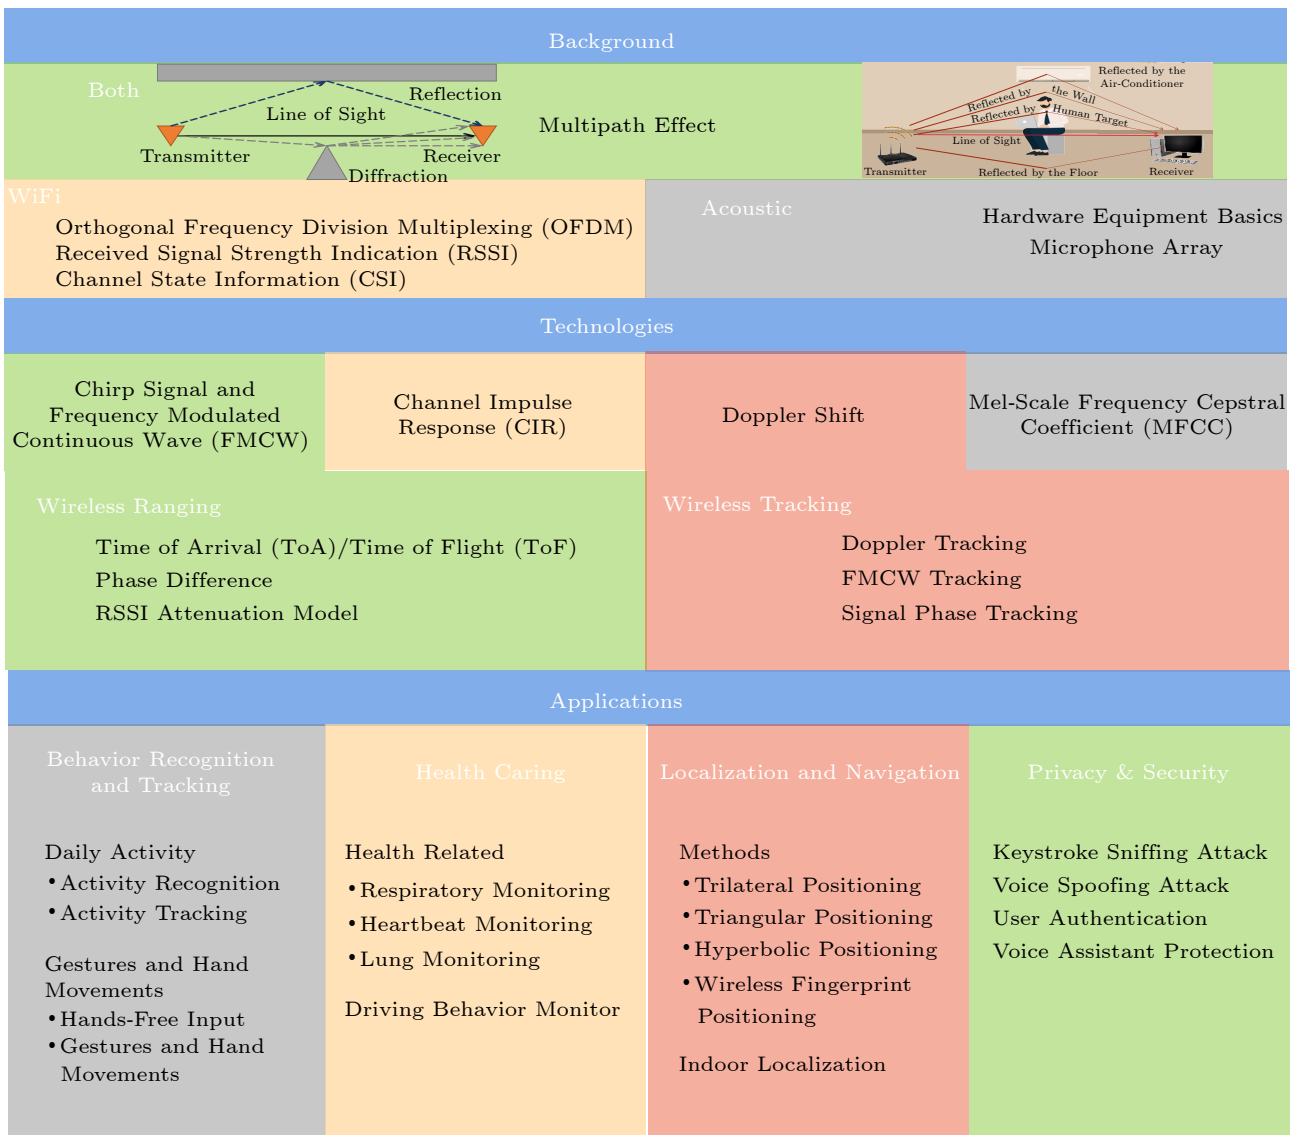 Background
Both
Reflection
Line of Sight
Transmitter
Receiver
Diffraction
Multipath Effect
Reflected by the
Air-Conditioner
Reflected by the Wall
Reflected by Human Target
Line of Sight
Transmitter
Reflected by the Floor
Receiver
WiFi
Orthogonal Frequency Division Multiplexing (OFDM)
Received Signal Strength Indication (RSSI)
Channel State Information (CSI)
Acoustic
Hardware Equipment Basics
Microphone Array
Technologies
Chirp Signal and
Frequency Modulated
Continuous Wave (FMCW)
Channel Impulse
Response (CIR)
Doppler Shift
Mel-Scale Frequency Cepstral
Coefficient (MFCC)
Wireless Ranging
Time of Arrival (ToA)/Time of Flight (ToF)
Phase Difference
RSSI Attenuation Model
Wireless Tracking
Doppler Tracking
FMCW Tracking
Signal Phase Tracking
Applications
Behavior Recognition
and Tracking
Daily Activity
•Activity Recognition
•Activity Tracking
Gestures and Hand
Movements
•Hands-Free Input
•Gestures and Hand
Movements
Health Caring
Health Related
•Respiratory Monitoring
•Heartbeat Monitoring
•Lung Monitoring
Driving Behavior Monitor
Localization and Navigation
Methods
•Trilateral Positioning
•Triangular Positioning
•Hyperbolic Positioning
•Wireless Fingerprint
Positioning
Indoor Localization
Privacy & Security
Keystroke Sniffing Attack
Voice Spoofing Attack
User Authentication
Voice Assistant Protection